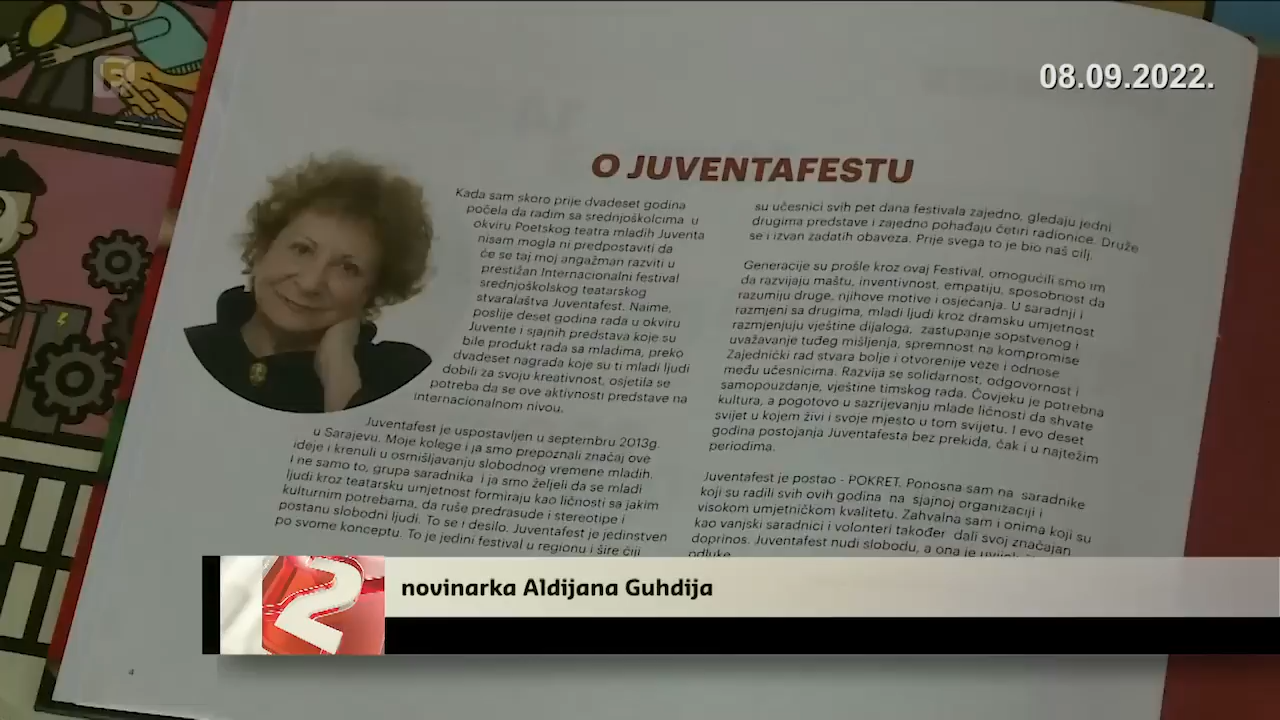 08.09.2022.
O JUVENTAFESTU
Kada sam skoro prije dvadeset godina
počela da radim sa srednjoškolcima u
okviru Poetskog teatra mladih Juventa
nisam mogla ni predpostaviti da
će se taj moj angažman razviti u
prestižan Internacionalni festival
srednjoškolskog teatarskog
stvaralaštva Juventafest. Naime,
poslije deset godina rada u okviru
Juvente i sjajnih predstava koje su
bile produkt rada sa mladima, preko
dvadeset nagrada koje su ti mladi ljudi
dobili za svoju kreativnost, osjetila se
potreba da se ove aktivnosti predstave na
internacionalnom nivou.
Juventafest je uspostavljen u septembru 2013g.
u Sarajevu. Moje kolege i ja smo prepoznali značaj ove
ideje i krenuli u osmišljavanju slobodnog vremene mladih.
I ne samo to, grupa saradnika i ja smo željeli da se mladi
ljudi kroz teatarsku umjetnost formiraju kao ličnosti sa jakim
kulturnim potrebama, da ruše predrasude i stereotipe i
postanu slobodni ljudi. To se i desilo. Juventafest je jedinstven
po svome konceptu. To je jedini festival u regionu i šire čiji
su učesnici svih pet dana festivala zajedno, gledaju jedni
drugima predstave i zajedno pohađaju četiri radionice. Druže
se i izvan zadatih obaveza. Prije svega to je bio naš cilj.
Generacije su prošle kroz ovaj Festival, omogućili smo im
da razvijaju maštu, inventivnost, empatiju, sposobnost da
razumiju druge, njihove motive i osjećanja. U saradnji i
razmjeni sa drugima, mladi ljudi kroz dramsku umjetnost
razmjenjuju vještine dijaloga, zastupanje sopstvenog i
uvažavanje tuđeg mišljenja, spremnost na kompromise
Zajednički rad stvara bolje i otvorenije veze i odnose
među učesnicima. Razvija se solidarnost, odgovornost i
samopouzdanje, vještine timskog rada. Čovjeku je potrebna
kultura, a pogotovo u sazrijevanju mlade ličnosti da shvate
svijet u kojem živi i svoje mjesto u tom svijetu. I evo deset
godina postojanja Juventafesta bez prekida, čak i u najtežim
periodima.
Juventafest je postao - POKRET. Ponosna sam na saradnike
koji su radili svih ovih godina na sjajnoj organizaciji i
visokom umjetničkom kvalitetu. Zahvalna sam i onima koji su
kao vanjski saradnici i volonteri također dali svoj značajan
doprinos. Juventafest nudi slobodu, a ona je uvijek
odluke
2
novinarka Aldijana Guhdija
4